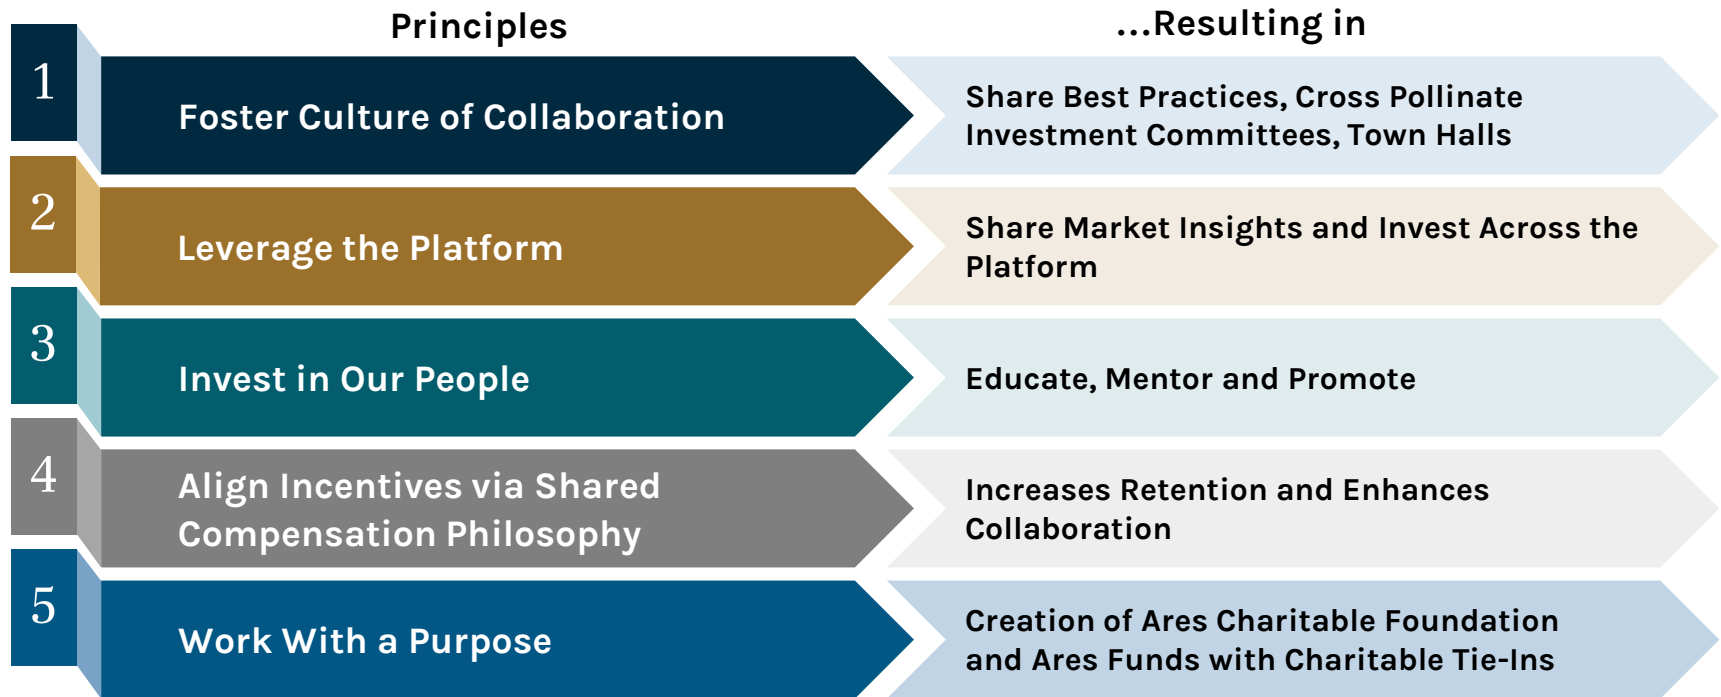 Principles
...Resulting in
1
Foster Culture of Collaboration
Share Best Practices, Cross Pollinate
Investment Committees, Town Halls
2
Leverage the Platform
Share Market Insights and Invest Across the
Platform
3
Invest in Our People
Educate, Mentor and Promote
4
Align Incentives via Shared
Compensation Philosophy
Increases Retention and Enhances
Collaboration
5
Work With a Purpose
Creation of Ares Charitable Foundation
and Ares Funds with Charitable Tie-Ins